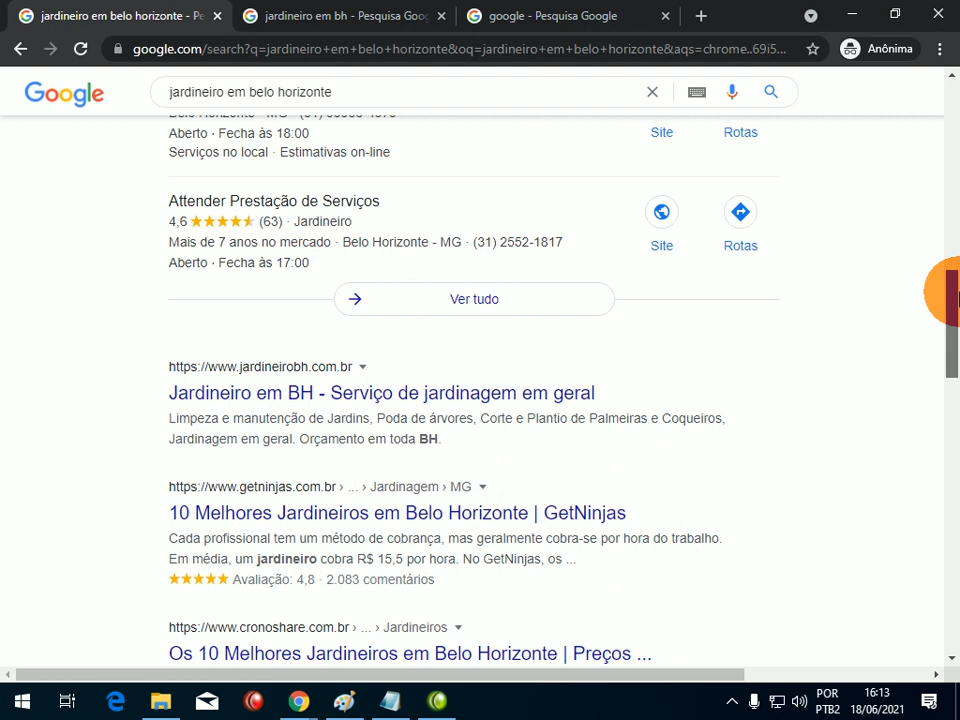 jardineiro em belo horizonte - Pe
jardineiro em bh - Pesquisa Goog
google - Pesquisa Google
google.com/search?q=jardineiro+em+belo+horizonte&oq=jardineiro+em+belo+horizonte&aqs=chrome..69i5...
Anônima
Google
jardineiro em belo horizonte
Aberto · Fecha às 18:00
Serviços no local · Estimativas on-line
Site
Rotas
Attender Prestação de Serviços
4,6 (63) · Jardineiro
Mais de 7 anos no mercado · Belo Horizonte - MG · (31) 2552-1817
Aberto · Fecha às 17:00
Site
Rotas
Ver tudo
https://www.jardineirobh.com.br
Jardineiro em BH - Serviço de jardinagem em geral
Limpeza e manutenção de Jardins, Poda de árvores, Corte e Plantio de Palmeiras e Coqueiros,
Jardinagem em geral. Orçamento em toda BH.
https://www.getninjas.com.br › ... › Jardinagem › MG
10 Melhores Jardineiros em Belo Horizonte | GetNinjas
Cada profissional tem um método de cobrança, mas geralmente cobra-se por hora do trabalho.
Em média, um jardineiro cobra R$ 15,5 por hora. No GetNinjas, os ...
Avaliação: 4,8 · 2.083 comentários
https://www.cronoshare.com.br › ... › Jardineiros
Os 10 Melhores Jardineiros em Belo Horizonte | Preços ...
POR
PTB2
16:13
18/06/2021